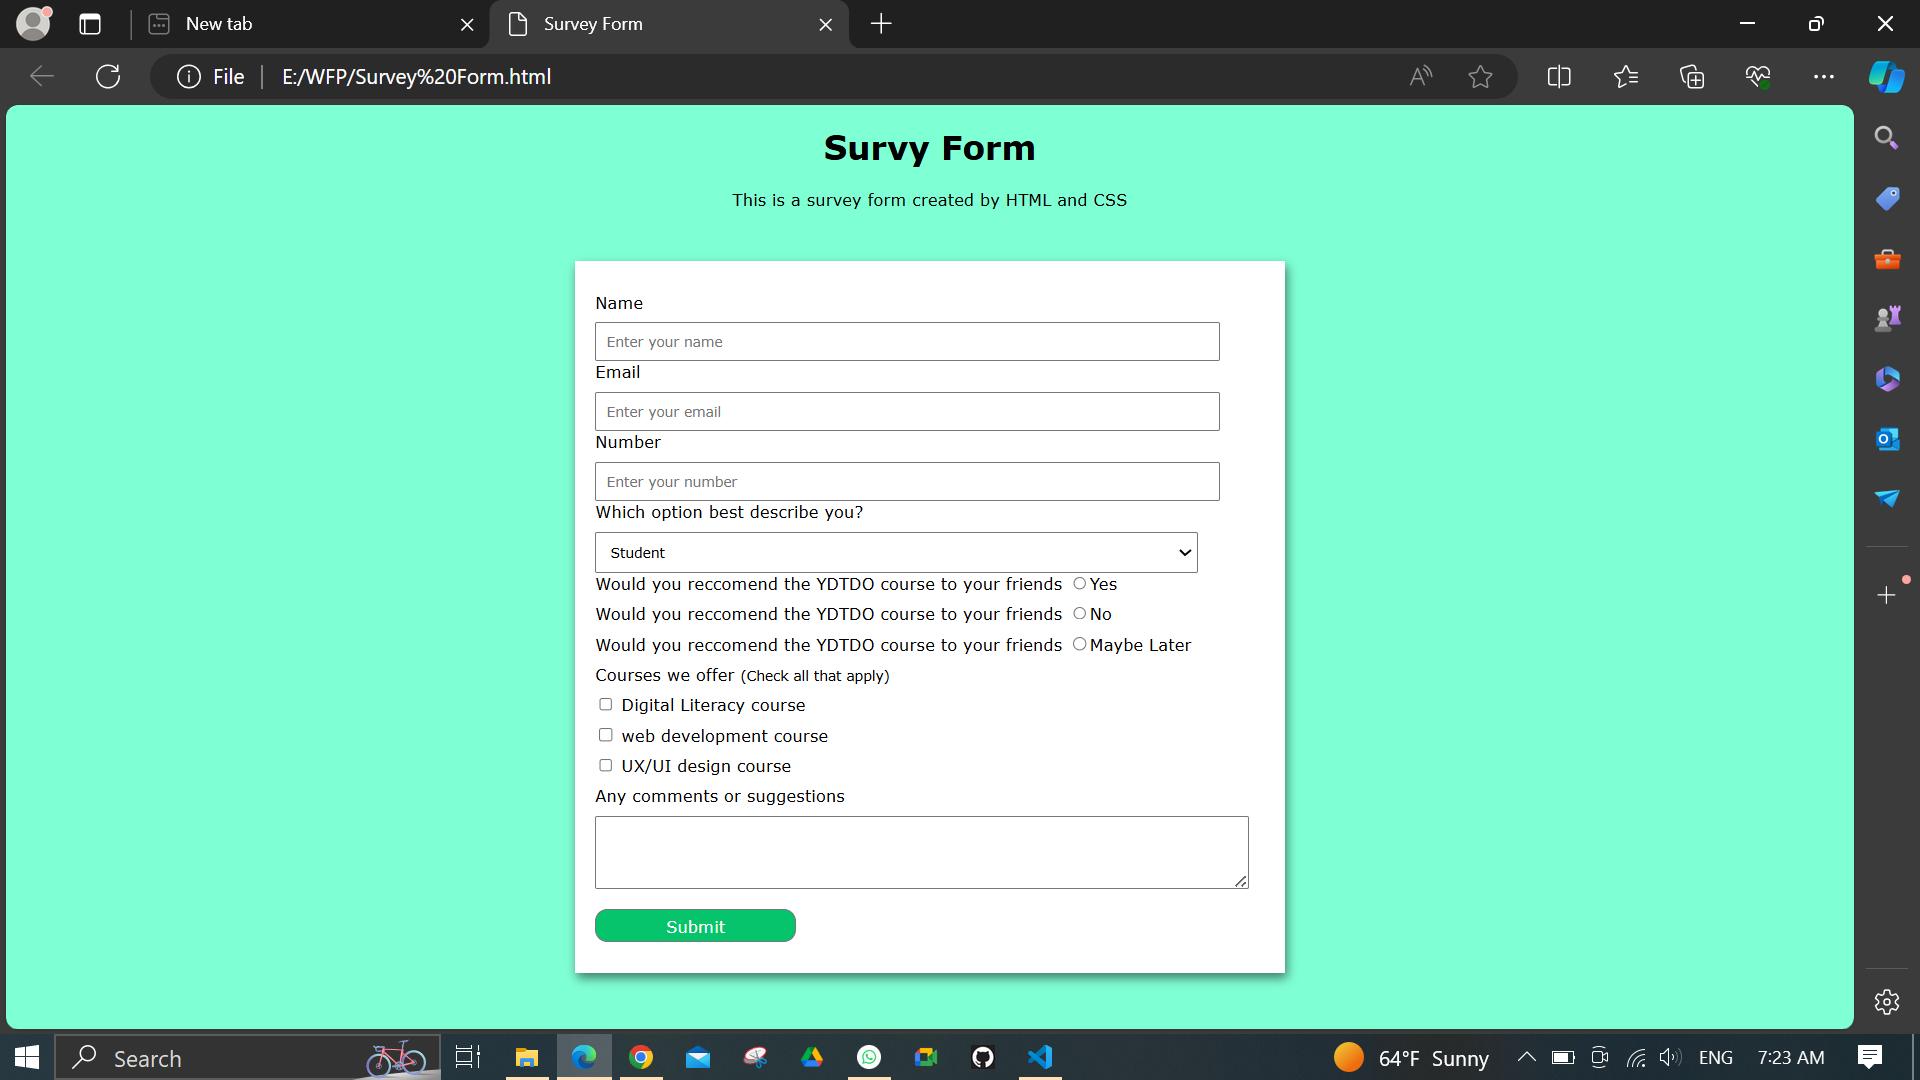 New tab
Survey Form
File
E:/WFP/Survey%20Form.html
Survy Form
This is a survey form created by HTML and CSS
Name
Enter your name
Email
Enter your email
Number
Enter your number
Which option best describe you?
Student
Would you reccomend the YDTDO course to your friends Yes
Would you reccomend the YDTDO course to your friends No
Would you reccomend the YDTDO course to your friends Maybe Later
Courses we offer (Check all that apply)
Digital Literacy course
web development course
UX/UI design course
Any comments or suggestions
Submit
Search
64°F Sunny
ENG
7:23 AM